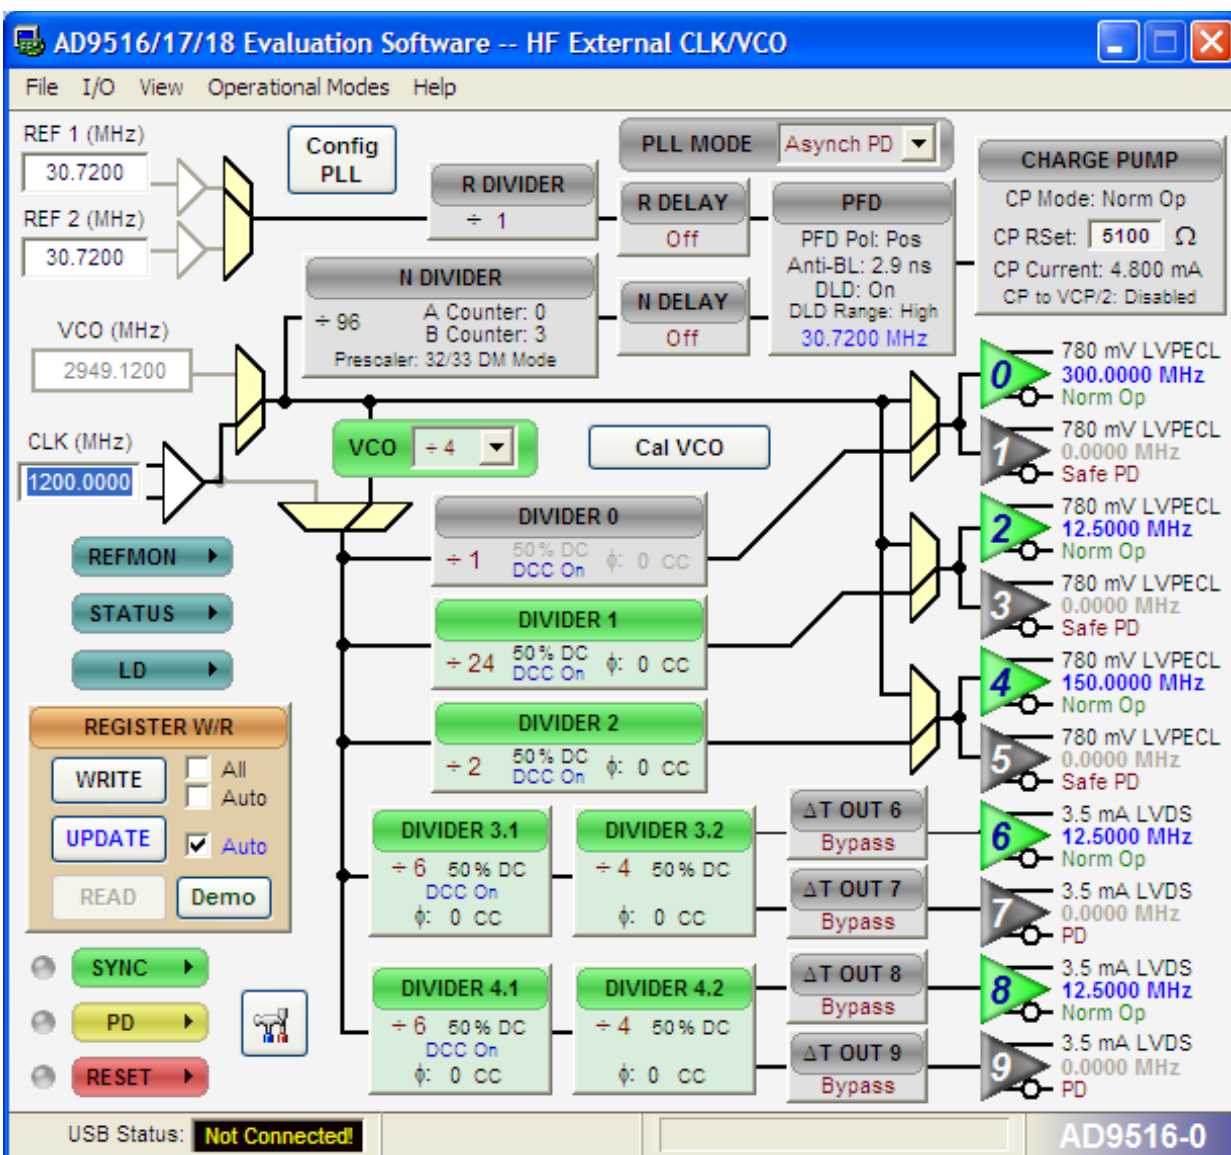 AD9516/17/18 Evaluation Software -- HF External CLK/VCO
File I/O View Operational Modes Help
REF 1 (MHz)
30.7200
REF 2 (MHz)
30.7200
Config
PLL
R DIVIDER
÷ 1
PLL MODE Asynch PD
R DELAY
Off
PFD
PFD Pol: Pos
Anti-BL: 2.9 ns
DLD: On
DLD Range: High
30.7200 MHz
CHARGE PUMP
CP Mode: Norm Op
CP RSet: 5100 Ω
CP Current: 4.800 mA
CP to VCP/2: Disabled
N DIVIDER
÷ 96
A Counter: 0
B Counter: 3
Prescaler: 32/33 DM Mode
N DELAY
Off
VCO (MHz)
2949.1200
CLK (MHz)
1200.0000
VCO ÷ 4
Cal VCO
REFMON
STATUS
LD
DIVIDER 0
÷ 1 50% DC φ: 0 CC
DCC On
DIVIDER 1
÷ 24 50% DC φ: 0 CC
DCC On
DIVIDER 2
÷ 2 50% DC φ: 0 CC
DCC On
DIVIDER 3.1
÷ 6 50% DC
DCC On
φ: 0 CC
DIVIDER 3.2
÷ 4 50% DC
φ: 0 CC
DIVIDER 4.1
÷ 6 50% DC
DCC On
φ: 0 CC
DIVIDER 4.2
÷ 4 50% DC
φ: 0 CC
ΔT OUT 6
Bypass
ΔT OUT 7
Bypass
ΔT OUT 8
Bypass
ΔT OUT 9
Bypass
0
780 mV LVPECL
300.0000 MHz
Norm Op
1
780 mV LVPECL
0.0000 MHz
Safe PD
2
780 mV LVPECL
12.5000 MHz
Norm Op
3
780 mV LVPECL
0.0000 MHz
Safe PD
4
780 mV LVPECL
150.0000 MHz
Norm Op
5
780 mV LVPECL
0.0000 MHz
Safe PD
6
3.5 mA LVDS
12.5000 MHz
Norm Op
7
3.5 mA LVDS
0.0000 MHz
PD
8
3.5 mA LVDS
12.5000 MHz
Norm Op
9
3.5 mA LVDS
0.0000 MHz
PD
REGISTER W/R
WRITE
All
Auto
UPDATE
Auto
READ
Demo
SYNC
PD
RESET
USB Status: Not Connected!
AD9516-0